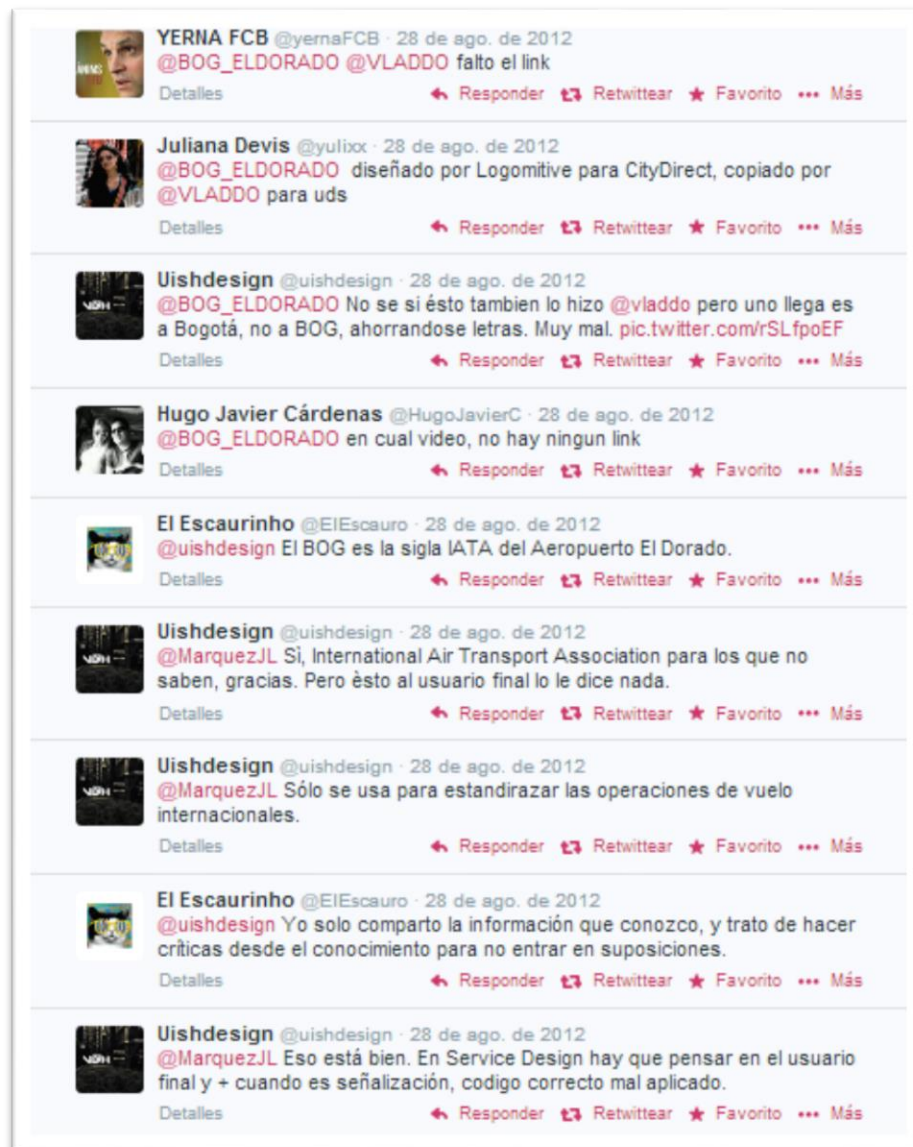 YERNA FCB @yernaFCB · 28 de ago. de 2012
@BOG_ELDORADO @VLADDO falto el link
Detalles Responder Retwittear Favorito Más
Juliana Devis @yulixx · 28 de ago. de 2012
@BOG_ELDORADO diseñado por Logomitive para CityDirect, copiado por
@VLADDO para uds
Detalles Responder Retwittear Favorito Más
Uishdesign @uishdesign · 28 de ago. de 2012
@BOG_ELDORADO No se si ésto tambien lo hizo @vladdo pero uno llega es
a Bogotá, no a BOG, ahorrandose letras. Muy mal. pic.twitter.com/rSLfpoEF
Detalles Responder Retwittear Favorito Más
Hugo Javier Cárdenas @HugoJavierC · 28 de ago. de 2012
@BOG_ELDORADO en cual video, no hay ningun link
Detalles Responder Retwittear Favorito Más
El Escaurinho @ElEscauro · 28 de ago. de 2012
@uishdesign El BOG es la sigla IATA del Aeropuerto El Dorado.
Detalles Responder Retwittear Favorito Más
Uishdesign @uishdesign · 28 de ago. de 2012
@MarquezJL Sì, International Air Transport Association para los que no
saben, gracias. Pero èsto al usuario final lo le dice nada.
Detalles Responder Retwittear Favorito Más
Uishdesign @uishdesign · 28 de ago. de 2012
@MarquezJL Sólo se usa para estandirazar las operaciones de vuelo
internacionales.
Detalles Responder Retwittear Favorito Más
El Escaurinho @ElEscauro · 28 de ago. de 2012
@uishdesign Yo solo comparto la información que conozco, y trato de hacer
críticas desde el conocimiento para no entrar en suposiciones.
Detalles Responder Retwittear Favorito Más
Uishdesign @uishdesign · 28 de ago. de 2012
@MarquezJL Eso está bien. En Service Design hay que pensar en el usuario
final y + cuando es señalización, codigo correcto mal aplicado.
Detalles Responder Retwittear Favorito Más